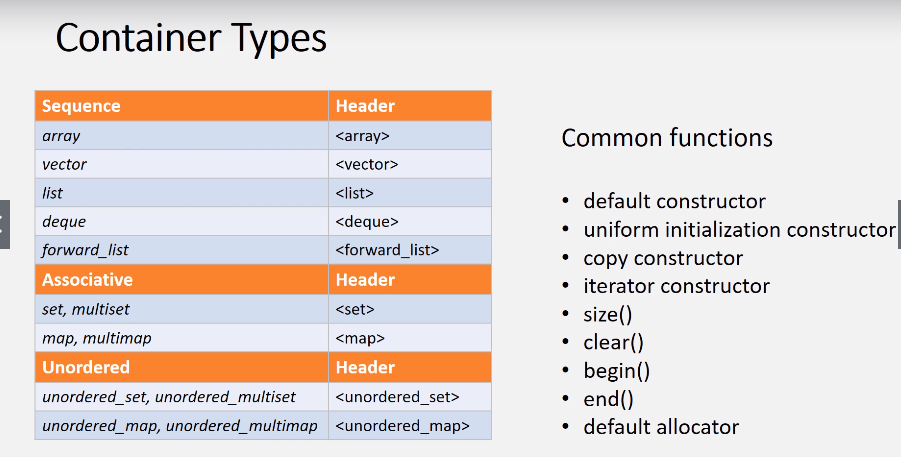 Container Types
Sequence Header
array <array>
vector <vector>
list <list>
deque <deque>
forward_list <forward_list>
Associative Header
set, multiset <set>
map, multimap <map>
Unordered Header
unordered_set, unordered_multiset <unordered_set>
unordered_map, unordered_multimap <unordered_map>
Common functions
• default constructor
• uniform initialization constructor
• copy constructor
• iterator constructor
• size()
• clear()
• begin()
• end()
• default allocator